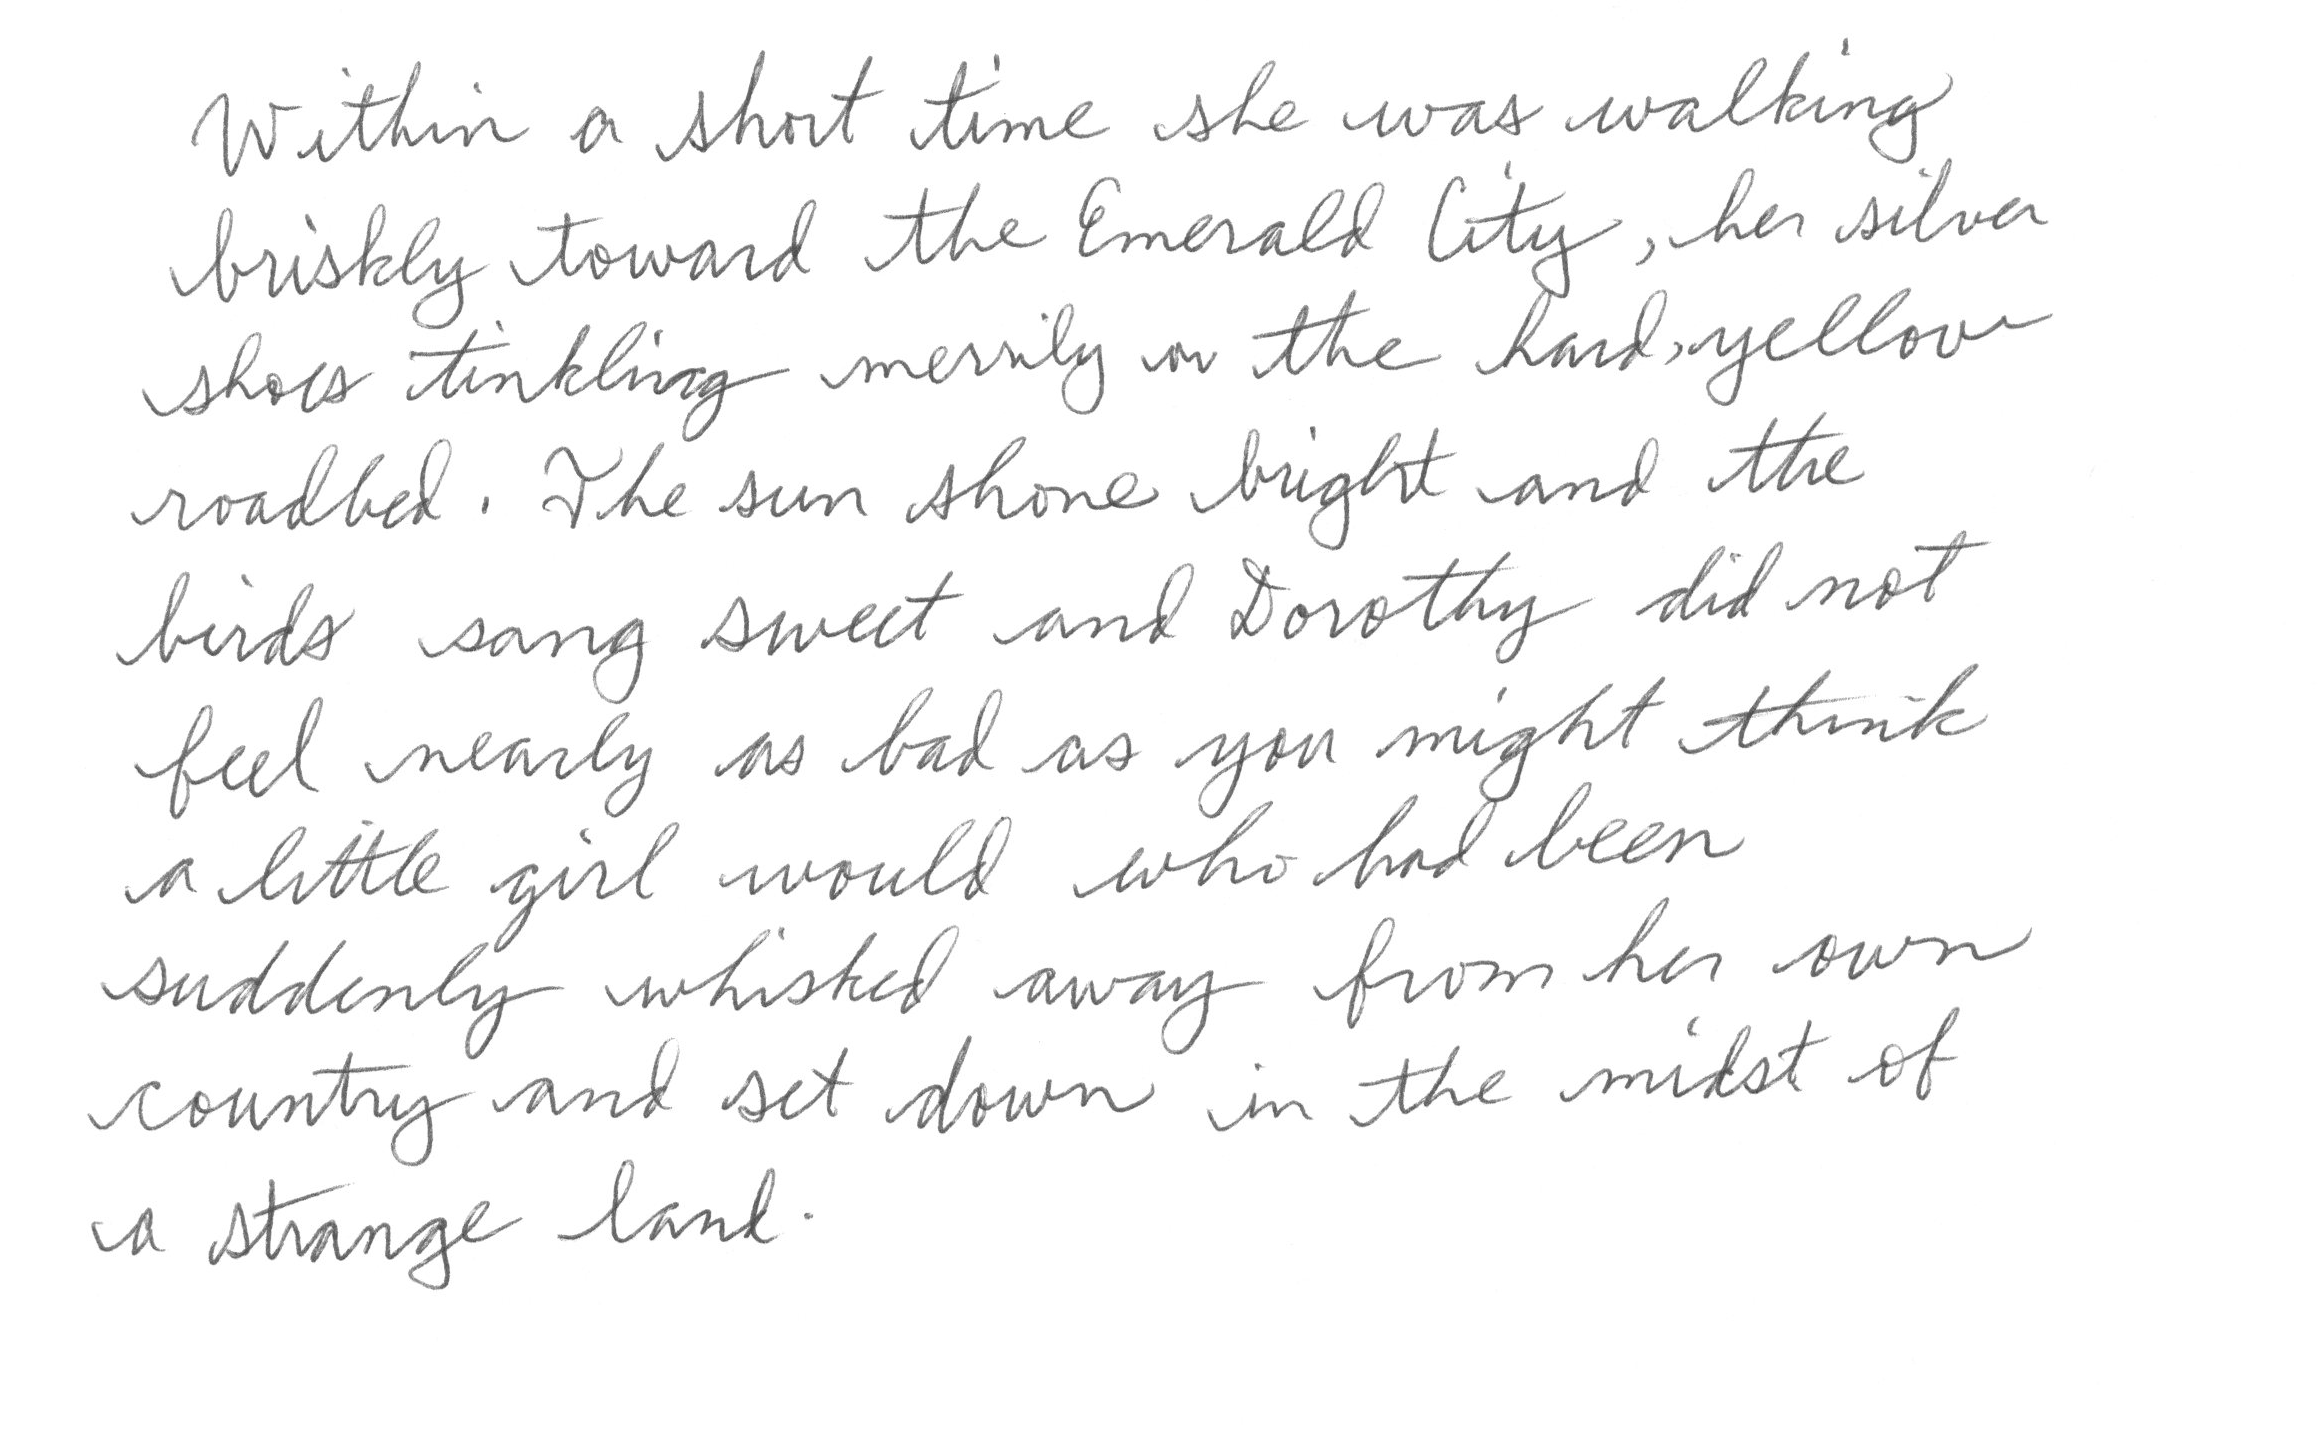 Within a short time she was walking
briskly toward the Emerald City, her silver
shoes tinkling merrily on the hard, yellow
roadbed. The sun shone bright and the
birds sang sweet and Dorothy did not
feel nearly as bad as you might think
a little girl would who had been
suddenly whisked away from her own
country and set down in the midst of
a strange land.